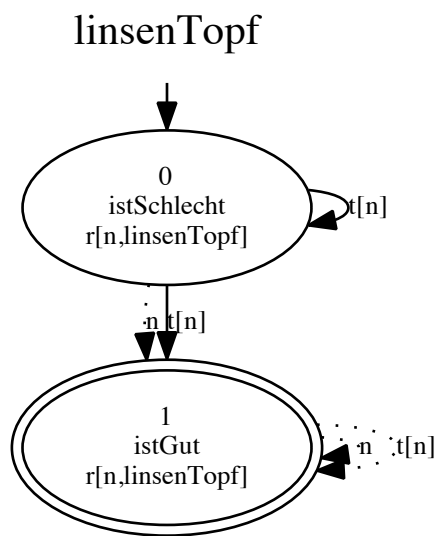 linsenTopf
0
istSchlecht
r[n,linsenTopf]
t[n]
n t[n]
1
istGut
r[n,linsenTopf]
n
t[n]